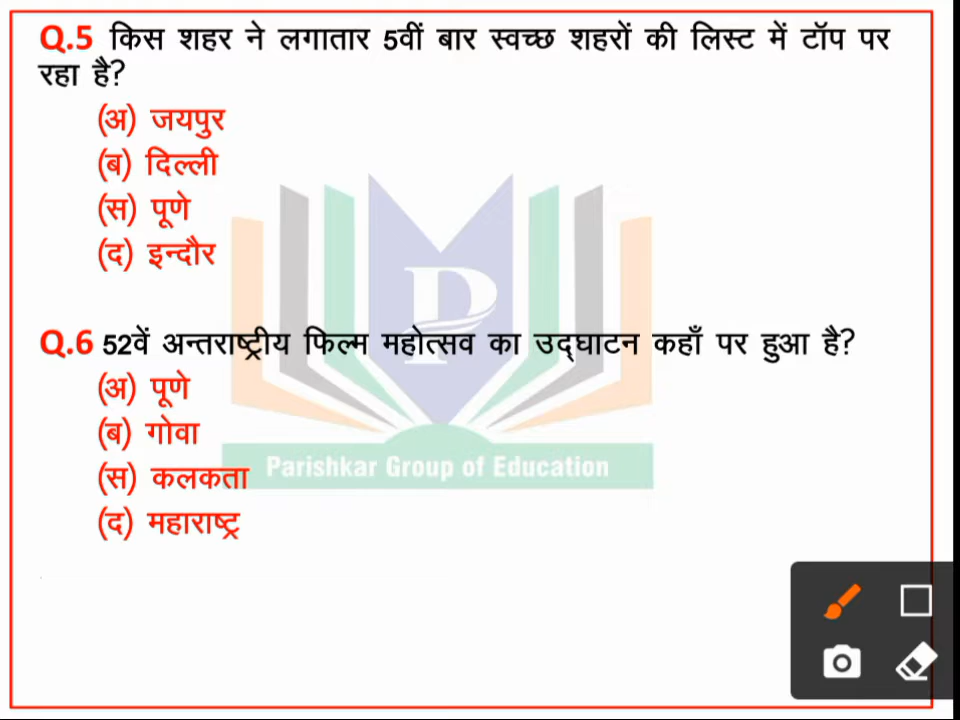 Q.5 किस शहर ने लगातार 5वीं बार स्वच्छ शहरों की लिस्ट में टॉप पर
रहा है?
(अ) जयपुर
(ब) दिल्ली
(स) पूणे
(द) इन्दौर
Q.6 52वें अन्तराष्ट्रीय फिल्म महोत्सव का उद्घाटन कहाँ पर हुआ है?
(अ) पूणे
(ब) गोवा
(स) कलकता
(द) महाराष्ट्र
P
Parishkar Group of Education